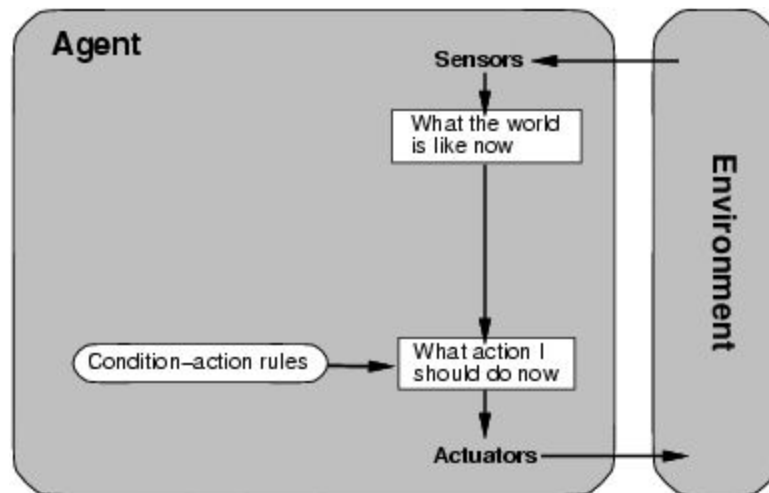 Agent
Sensors
What the world
is like now
Environment
Condition–action rules
What action I
should do now
Actuators